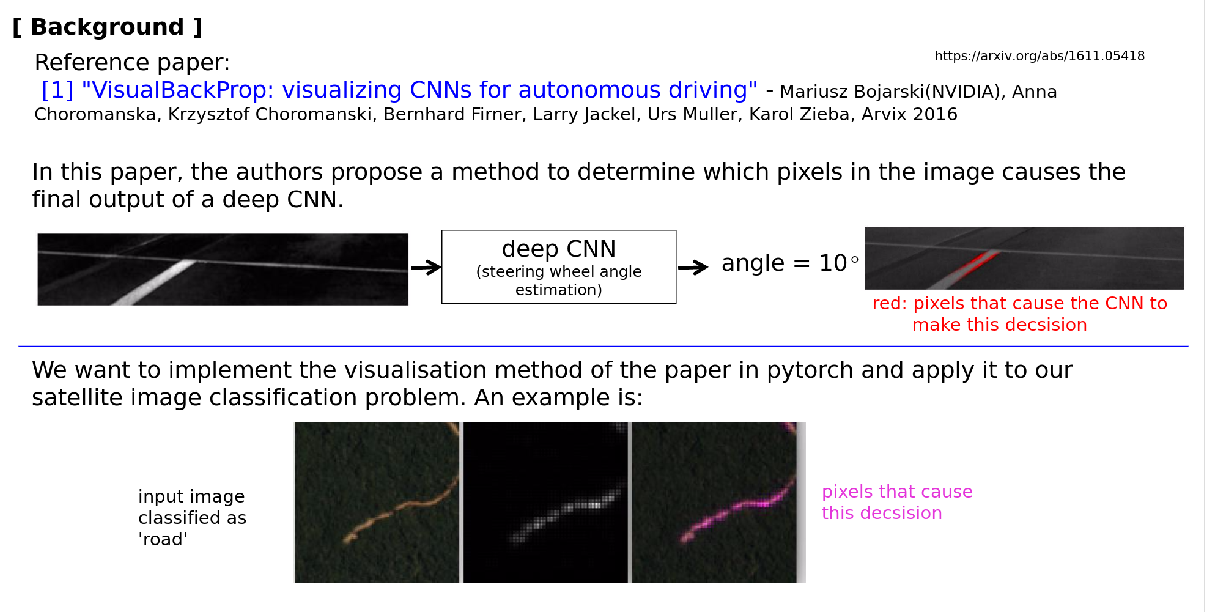 [ Background ]
Reference paper:
https://arxiv.org/abs/1611.05418
[1] "VisualBackProp: visualizing CNNs for autonomous driving" - Mariusz Bojarski(NVIDIA), Anna
Choromanska, Krzysztof Choromanski, Bernhard Firner, Larry Jackel, Urs Muller, Karol Zieba, Arvix 2016
In this paper, the authors propose a method to determine which pixels in the image causes the
final output of a deep CNN.
deep CNN
(steering wheel angle
estimation)
angle = 10°
red: pixels that cause the CNN to
make this decsision
We want to implement the visualisation method of the paper in pytorch and apply it to our
satellite image classification problem. An example is:
input image
classified as
'road'
pixels that cause
this decsision